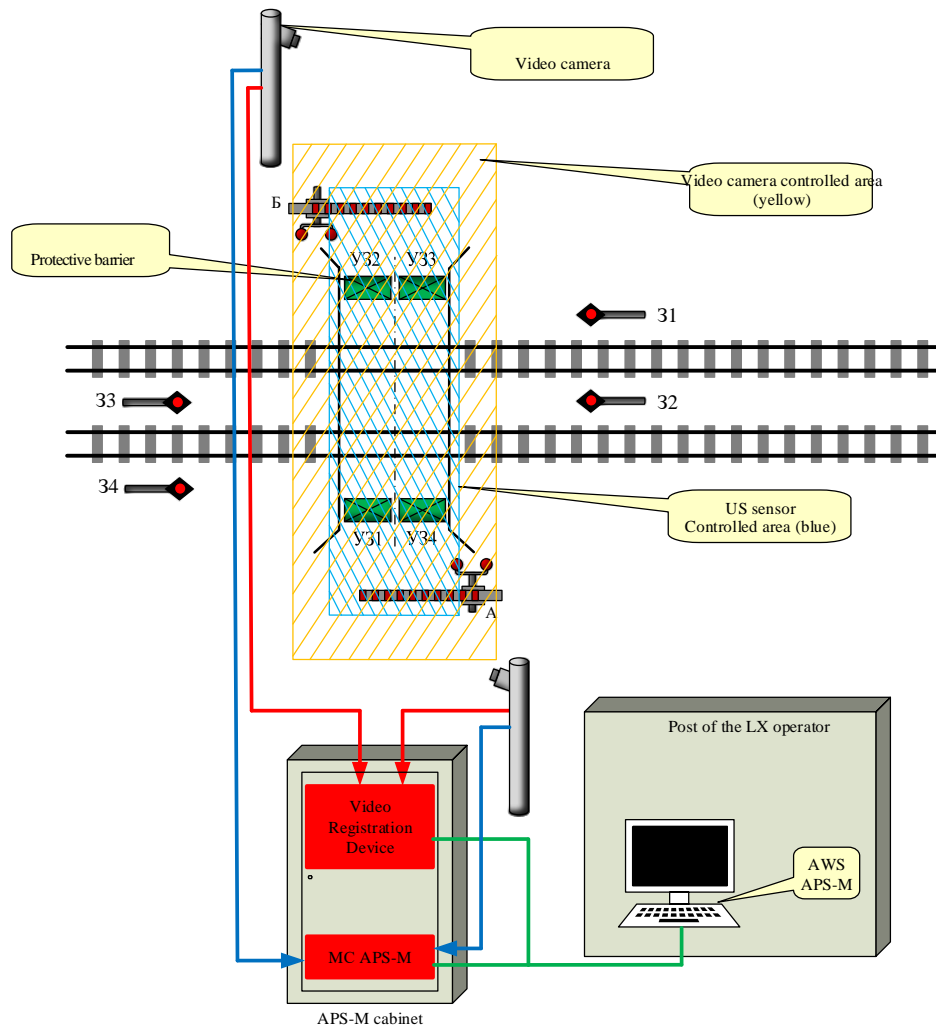 Video camera
Video camera controlled area
(yellow)
Б
Protective barrier
УЗ2 УЗ3
З1
З3
З2
З4
US sensor
Controlled area (blue)
УЗ1 УЗ4
А
Post of the LX operator
Video
Registration
Device
AWS
APS-M
MC APS-M
APS-M cabinet